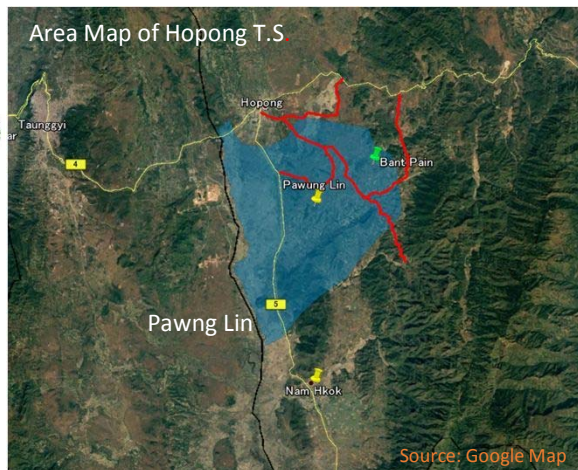 Area Map of Hopong T.S.
Hopong
Taunggyi
ar
4
Bant Pain
Pawung Lin
5
Pawng Lin
Nam Hkok
Source: Google Map